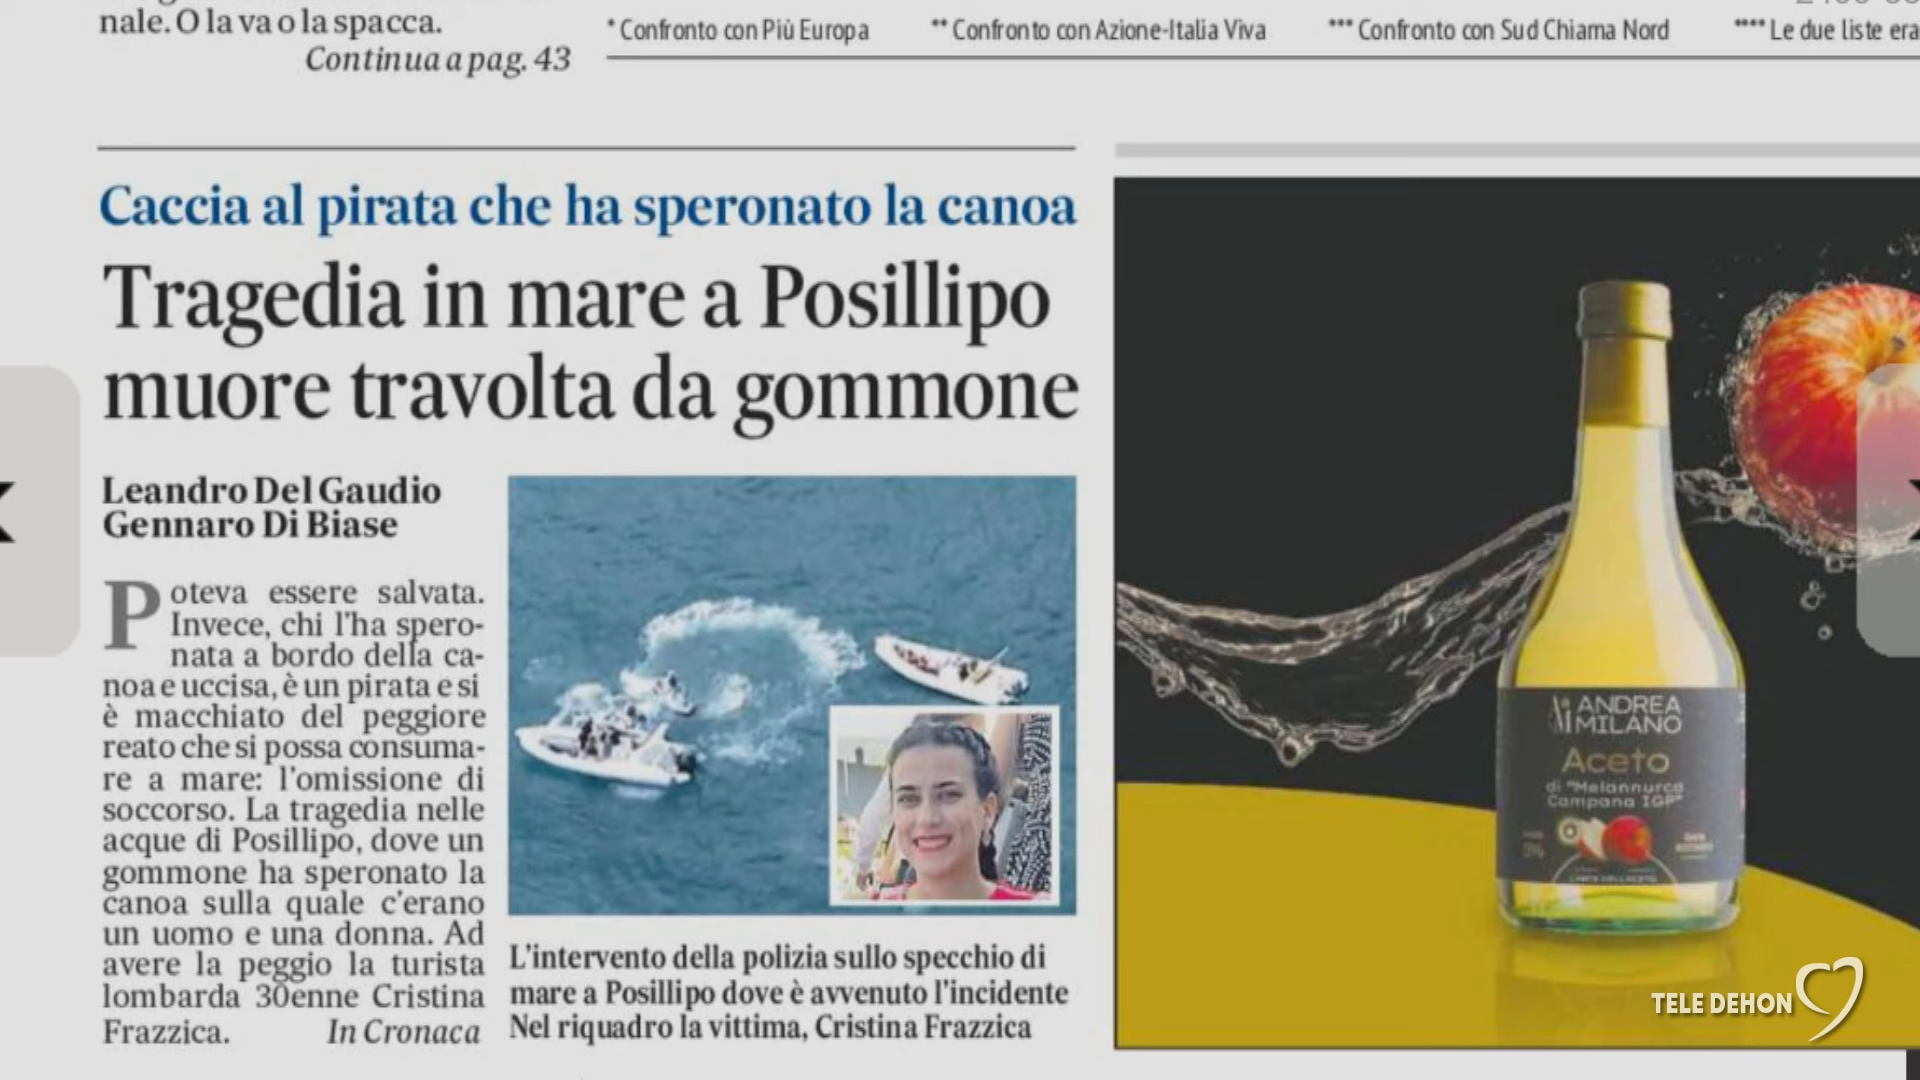 nale. O la va o la spacca.
Continua a pag. 43
* Confronto con Più Europa
** Confronto con Azione-Italia Viva
*** Confronto con Sud Chiama Nord
**** Le due liste era
Caccia al pirata che ha speronato la canoa
Tragedia in mare a Posillipo
muore travolta da gommone
Leandro Del Gaudio
Gennaro Di Biase
Poteva essere salvata.
Invece, chi l'ha spero-
nata a bordo della ca-
noa e uccisa, è un pirata e si
è macchiato del peggiore
reato che si possa consuma-
re a mare: l'omissione di
soccorso. La tragedia nelle
acque di Posillipo, dove un
gommone ha speronato la
canoa sulla quale c'erano
un uomo e una donna. Ad
avere la peggio la turista
lombarda 30enne Cristina
Frazzica. In Cronaca
L'intervento della polizia sullo specchio di
mare a Posillipo dove è avvenuto l'incidente
Nel riquadro la vittima, Cristina Frazzica
ANDREA
MILANO
Aceto
di "Melannurca
Campana IGP"
TELE DEHON